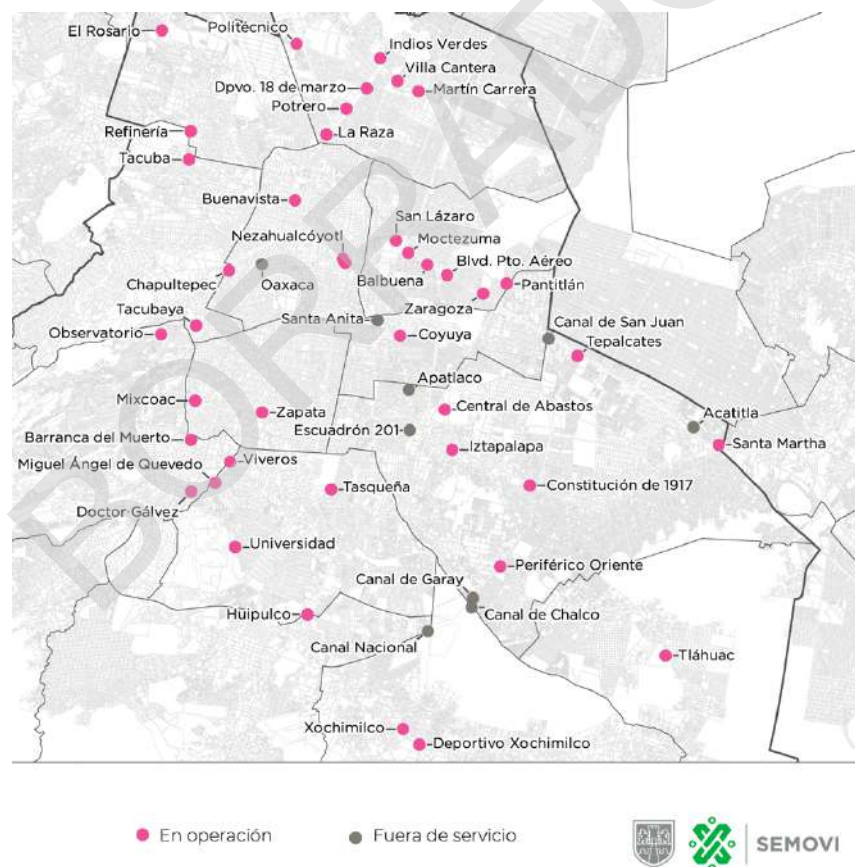 El Rosario
Politécnico
Indios Verdes
Villa Cantera
Dpvo. 18 de marzo
Martín Carrera
Potrero
Refinería
La Raza
Tacuba
Buenavista
San Lázaro
Nezahualcóyotl
Moctezuma
Blvd. Pto. Aéreo
Chapultepec
Oaxaca
Balbuena
Pantitlán
Zaragoza
Tacubaya
Santa Anita
Canal de San Juan
Observatorio
Coyuya
Tepalcates
Apatlaco
Mixcoac
Zapata
Central de Abastos
Acatitla
Escuadrón 201
Barranca del Muerto
Iztapalapa
Santa Martha
Miguel Ángel de Quevedo
Viveros
Tasqueña
Constitución de 1917
Doctor Gálvez
Universidad
Periférico Oriente
Canal de Garay
Huipulco
Canal de Chalco
Canal Nacional
Tláhuac
Xochimilco
Deportivo Xochimilco
En operación
Fuera de servicio
SEMOVI
BORRADO